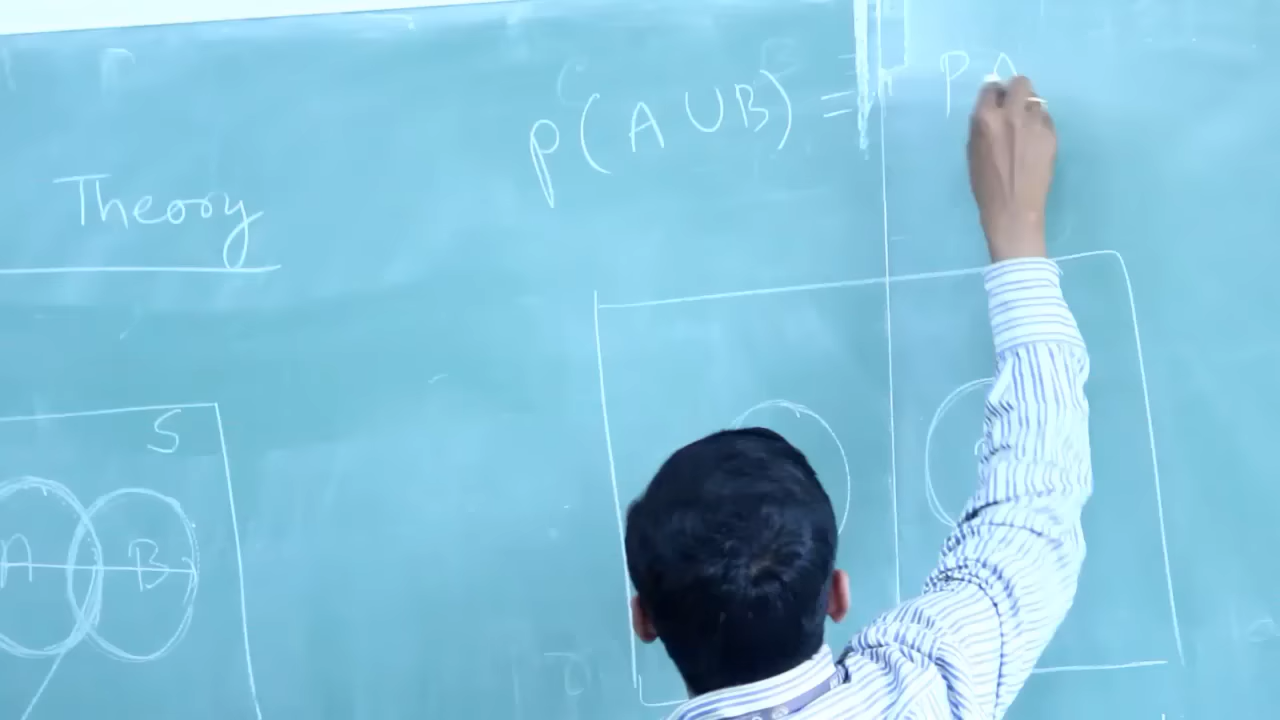 Theory
P(A∪B) = P A
S
A B